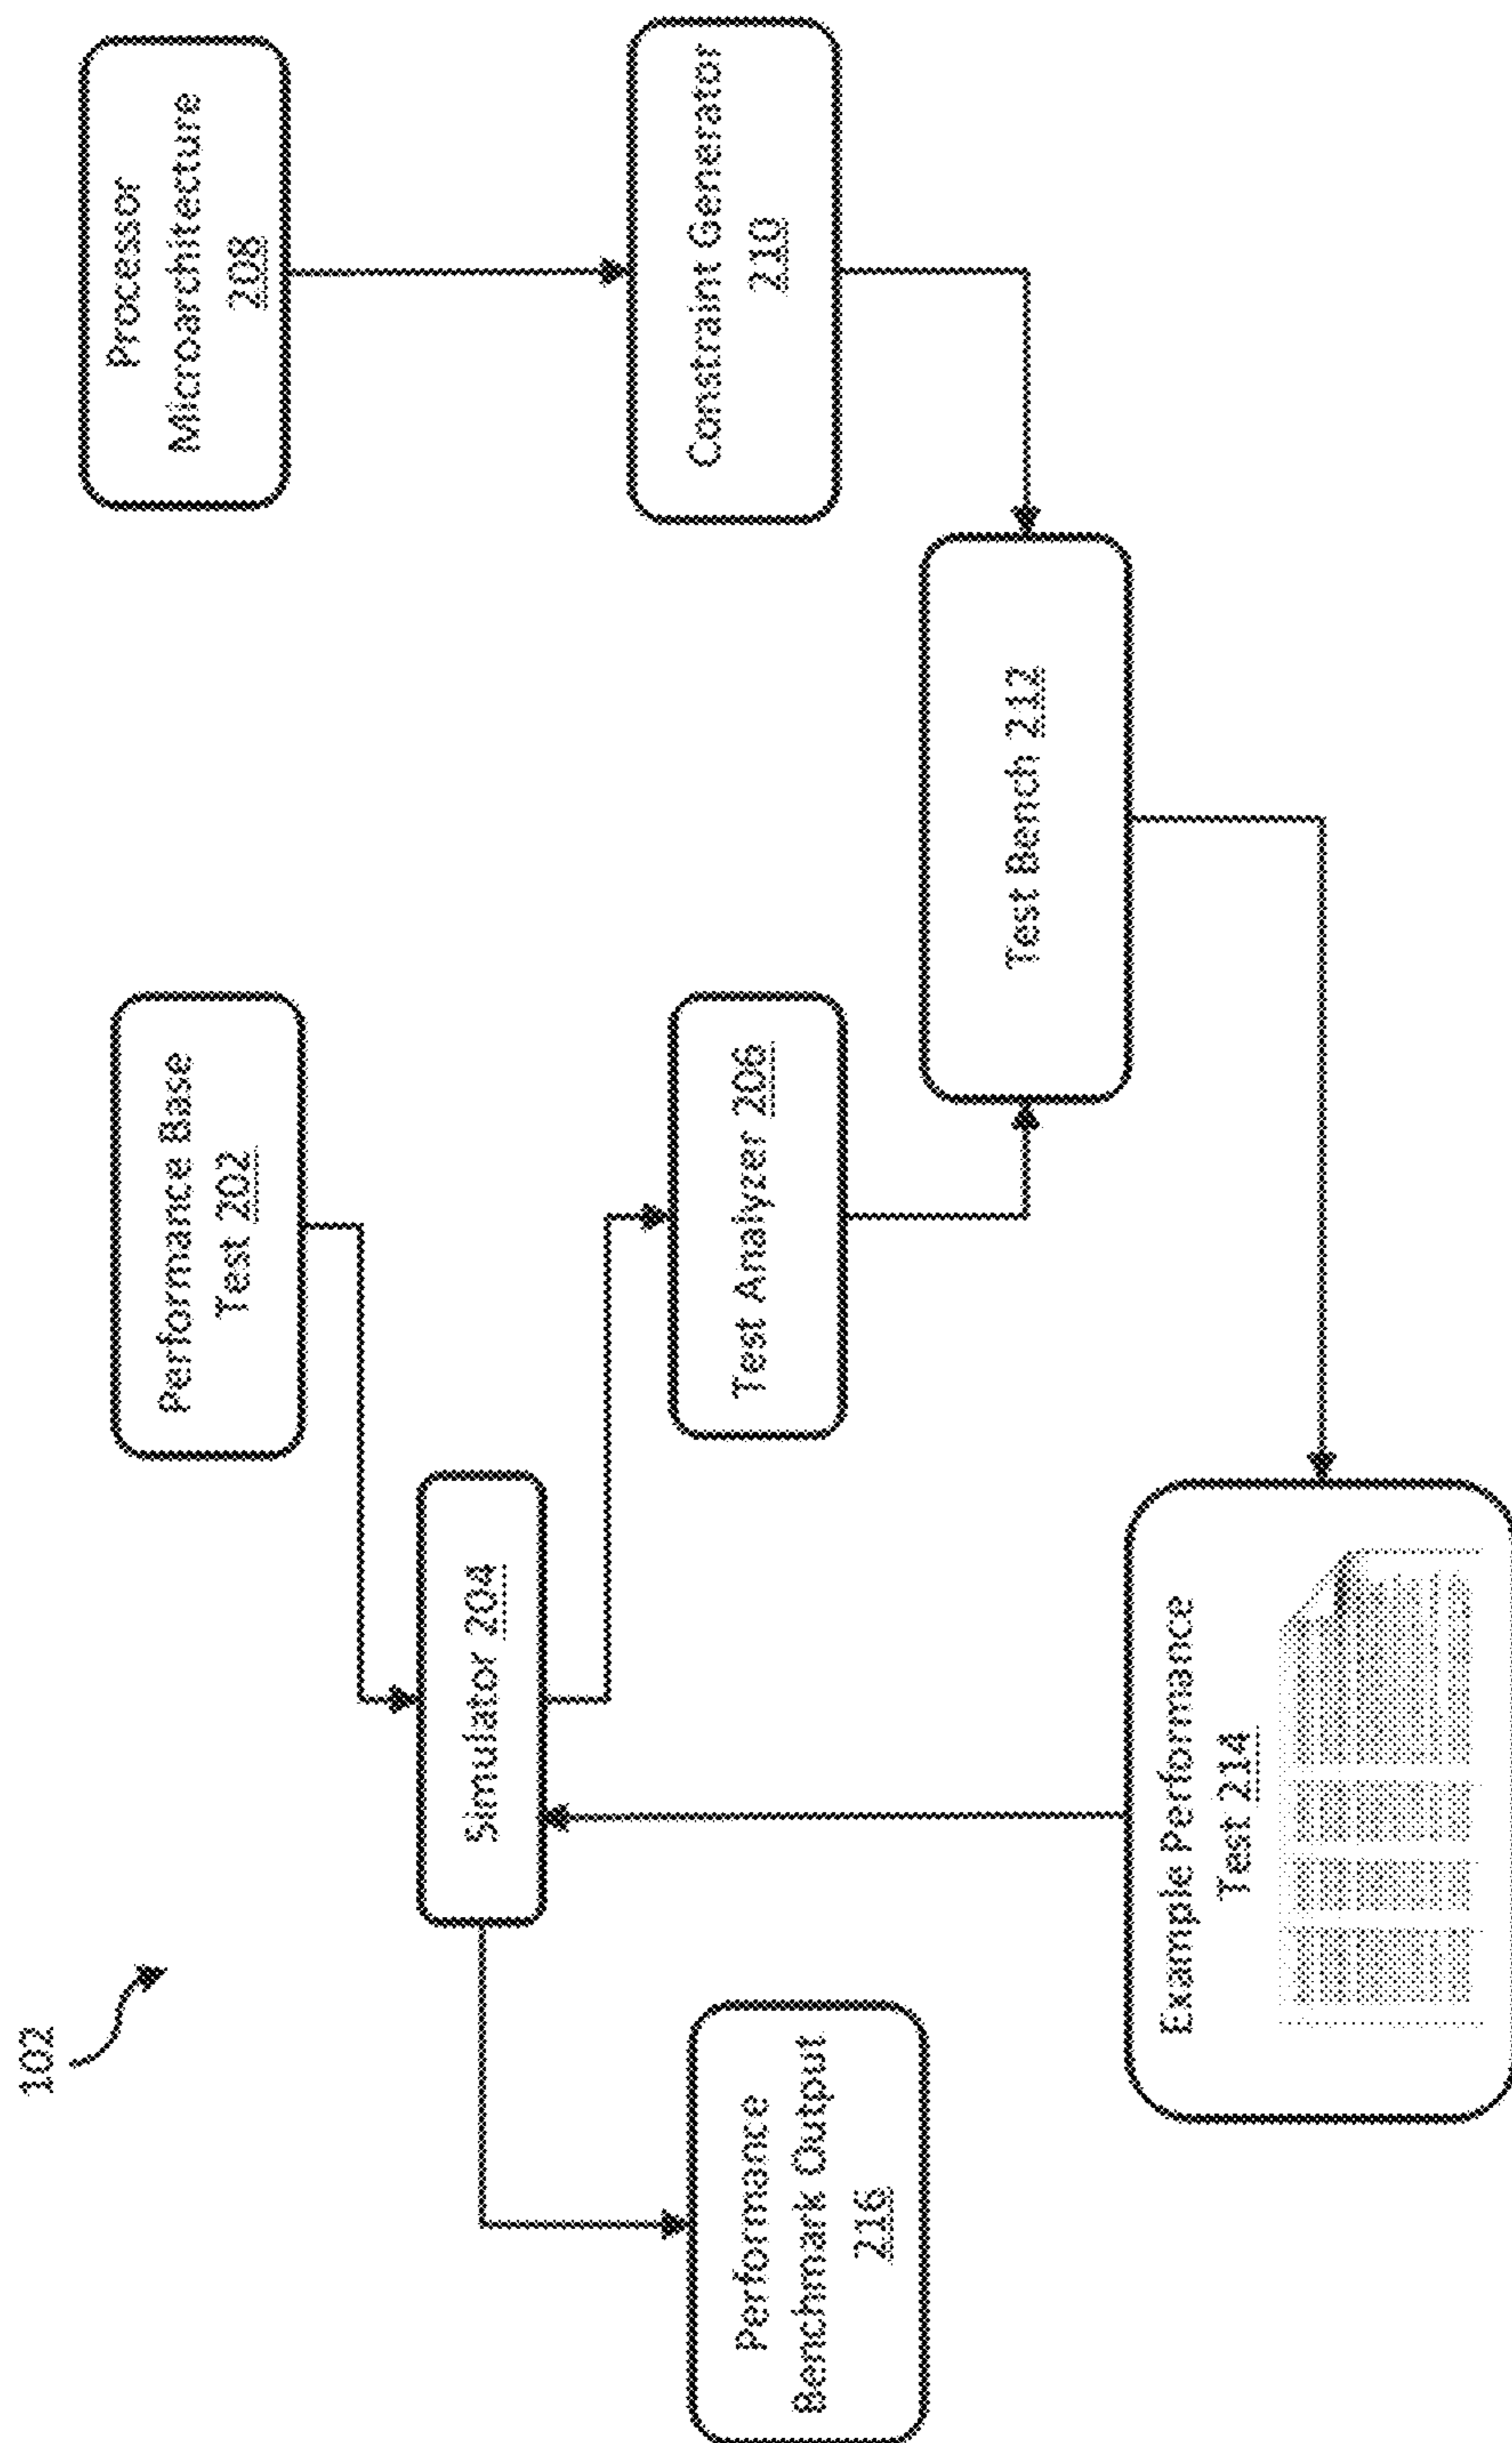 102
Performance Base
Test 202
Processor
Microarchitecture
208
Simulator 204
Performance
Benchmark Output
216
Test Analyzer 206
Constraint Generator
210
Test Bench 212
Example Performance
Test 214